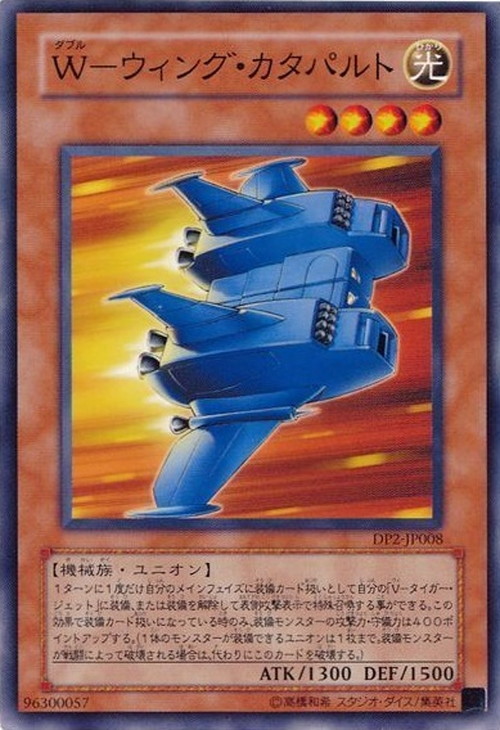 ダブル
W－ウィング・カタパルト
ひかり
光
DP2-JP008
【機械族・ユニオン】
１ターンに１度だけ自分のメインフェイズに装備カード扱いとして自分の「V－タイガー・
ジェット」に装備、または装備を解除して表側攻撃表示で特殊召喚する事ができる。この
効果で装備カード扱いになっている時のみ、装備モンスターの攻撃力・守備力は４００ポ
イントアップする。（１体のモンスターが装備できるユニオンは１枚まで。装備モンスター
が戦闘によって破壊される場合は、代わりにこのカードを破壊する。）
ATK/1300 DEF/1500
96300057
©高橋和希 スタジオ・ダイス/集英社